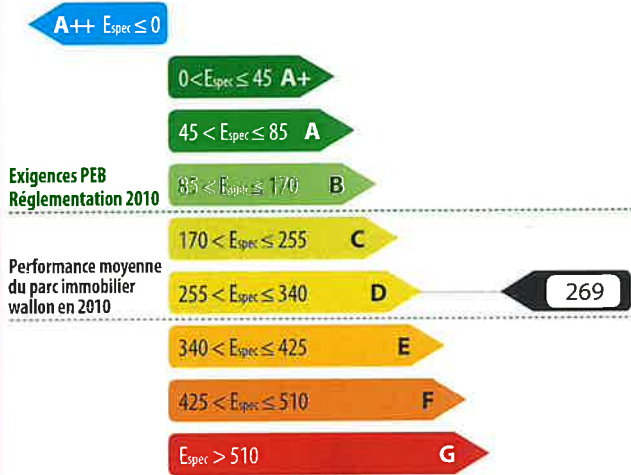 A++ Espec ≤ 0
0 < Espec ≤ 45 A+
45 < Espec ≤ 85 A
Exigences PEB
Réglementation 2010
85 < Espec ≤ 170 B
170 < Espec ≤ 255 C
Performance moyenne
du parc immobilier
wallon en 2010
255 < Espec ≤ 340 D
269
340 < Espec ≤ 425 E
425 < Espec ≤ 510 F
Espec > 510 G